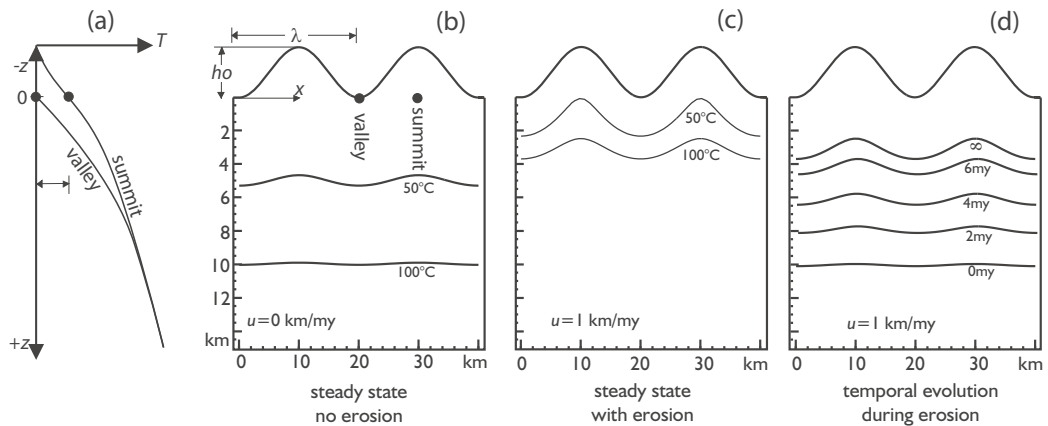 (a)
T
-z
0
valley
summit
+z
(b)
λ
ho
x
valley
summit
2
4
6
8
10
12
km
50°C
100°C
u=0 km/my
0 10 20 30 km
steady state
no erosion
(c)
50°C
100°C
u=1 km/my
0 10 20 30 km
steady state
with erosion
(d)
∞
6my
4my
2my
0my
u=1 km/my
0 10 20 30 km
temporal evolution
during erosion